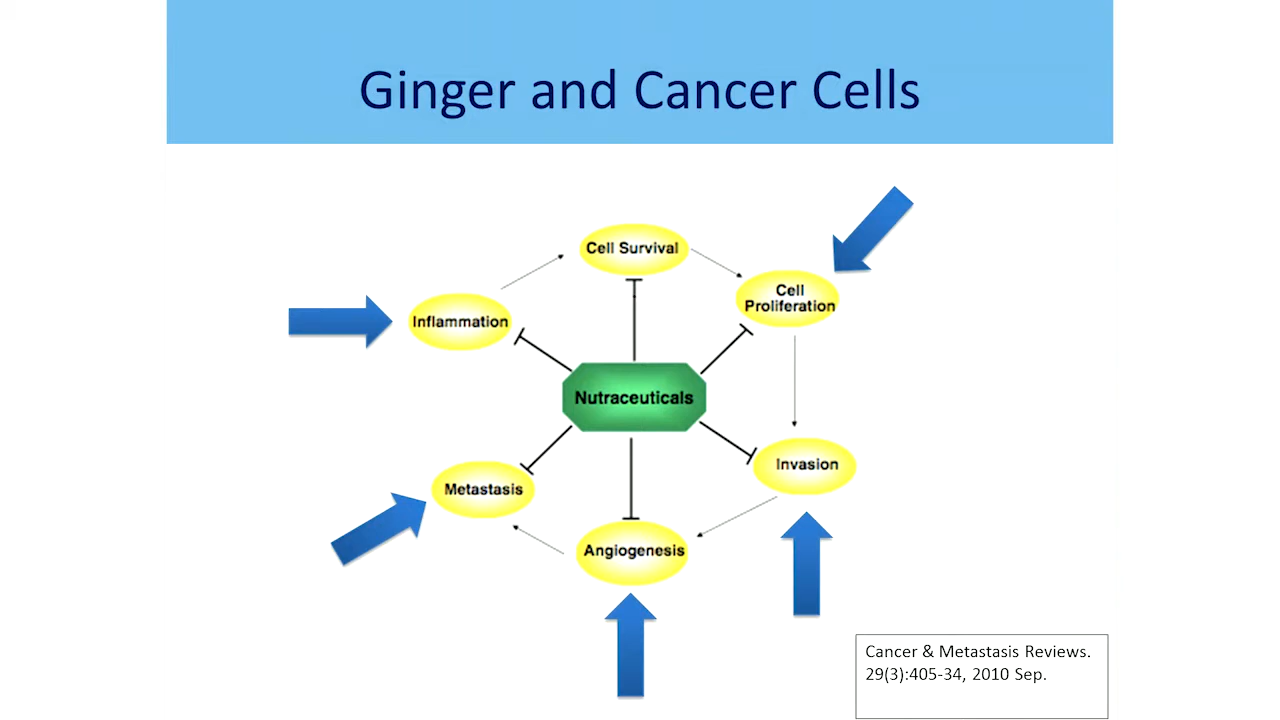 Ginger and Cancer Cells
Cell Survival
Cell
Proliferation
Inflammation
Nutraceuticals
Invasion
Metastasis
Angiogenesis
Cancer & Metastasis Reviews.
29(3):405-34, 2010 Sep.